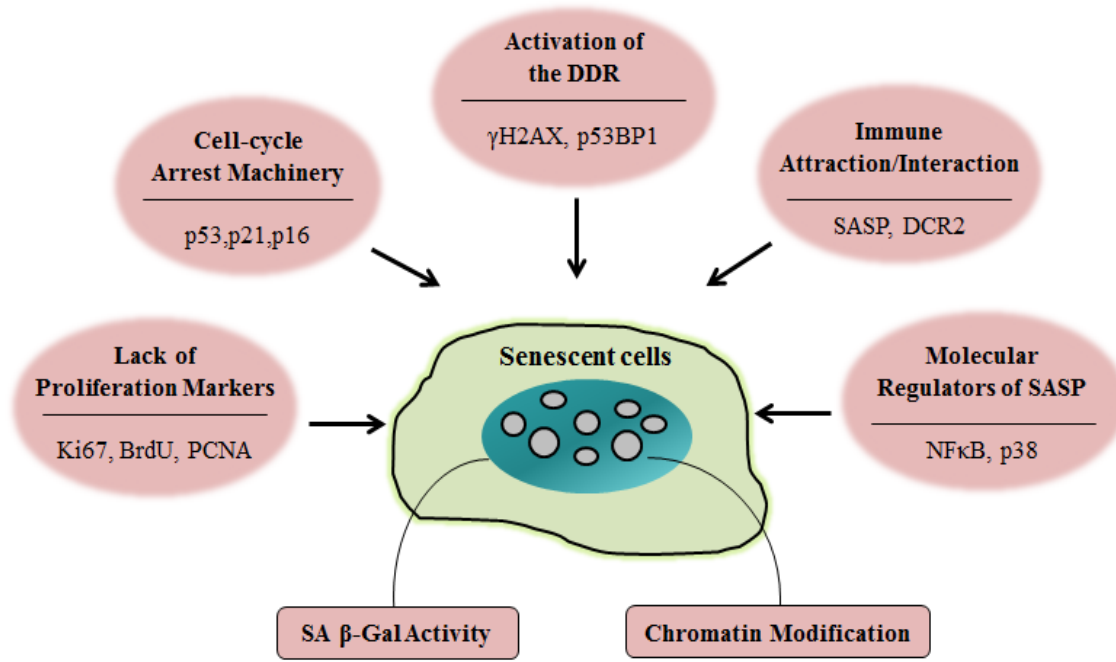 Activation of
the DDR
γH2AX, p53BP1
Cell-cycle
Arrest Machinery
p53,p21,p16
Immune
Attraction/Interaction
SASP, DCR2
Lack of
Proliferation Markers
Ki67, BrdU, PCNA
Senescent cells
Molecular
Regulators of SASP
NFκB, p38
SA β-Gal Activity
Chromatin Modification